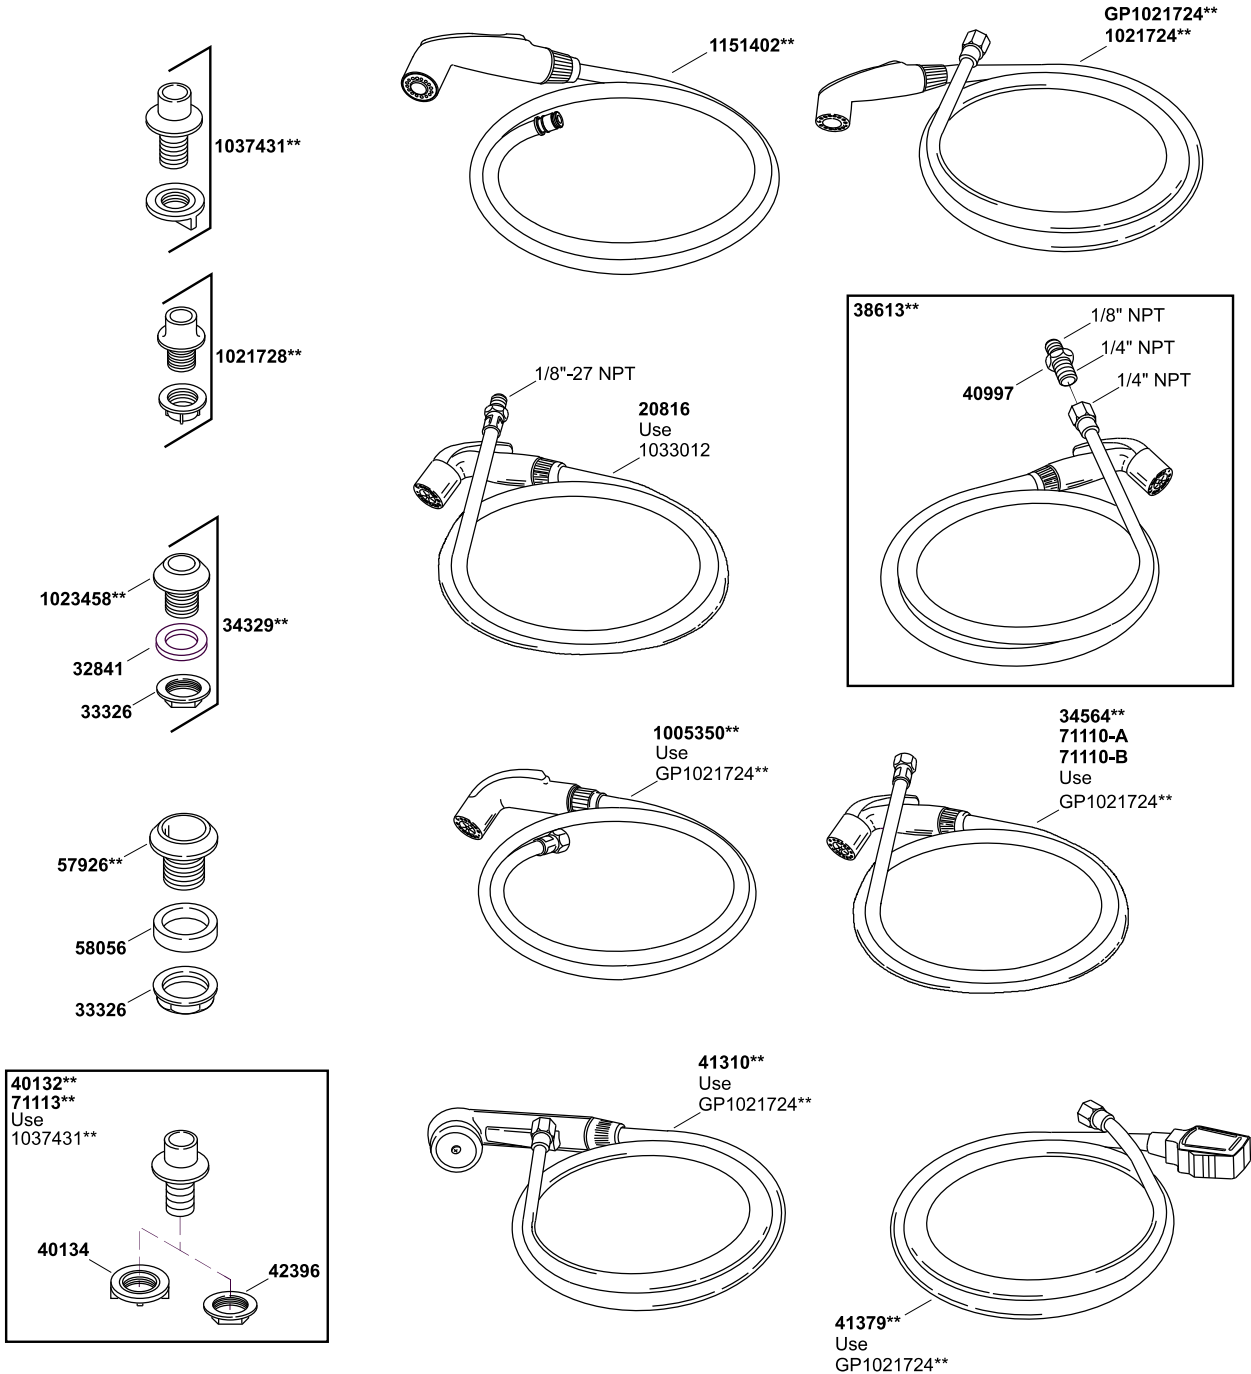 GP1021724**
1021724**
1151402**
1037431**
1021728**
38613**
1/8" NPT
1/4" NPT
40997
1/4" NPT
1/8"-27 NPT
20816
Use
1033012
1023458**
34329**
32841
33326
1005350**
Use
GP1021724**
34564**
71110-A
71110-B
Use
GP1021724**
57926**
58056
33326
40132**
71113**
Use
1037431**
40134
42396
41310**
Use
GP1021724**
41379**
Use
GP1021724**